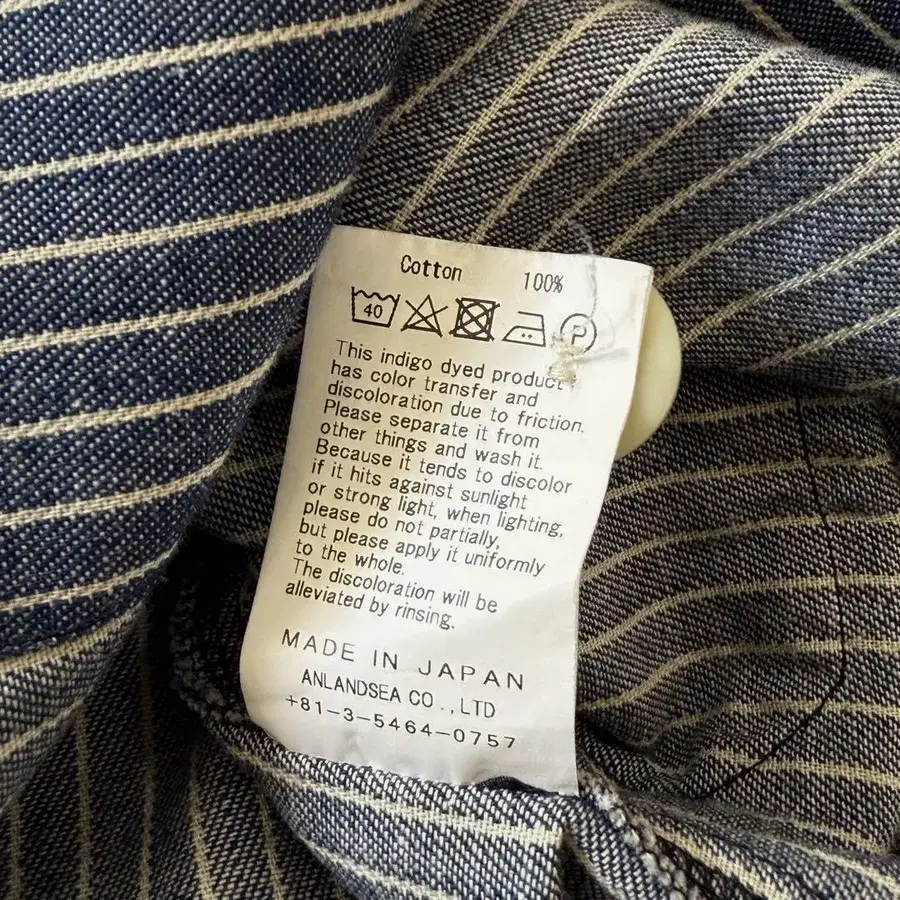 Cotton 100%
40 P
This indigo dyed product
has color transfer and
discoloration due to friction.
Please separate it from
other things and wash it.
Because it tends to discolor
if it hits against sunlight
or strong light, when lighting,
please do not partially,
but please apply it uniformly
to the whole.
The discoloration will be
alleviated by rinsing.
MADE IN JAPAN
ANLANDSEA CO.,LTD
+81-3-5464-0757